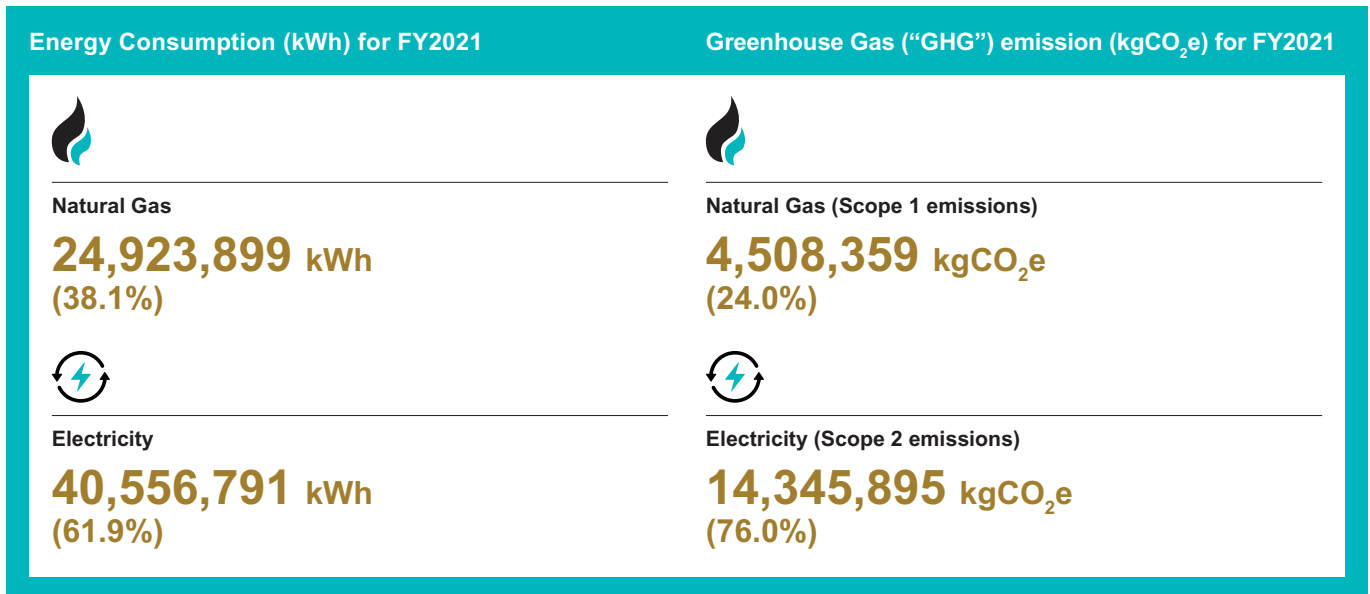 Energy Consumption (kWh) for FY2021
Natural Gas
24,923,899 kWh
(38.1%)
Electricity
40,556,791 kWh
(61.9%)
Greenhouse Gas (“GHG”) emission (kgCO₂e) for FY2021
Natural Gas (Scope 1 emissions)
4,508,359 kgCO₂e
(24.0%)
Electricity (Scope 2 emissions)
14,345,895 kgCO₂e
(76.0%)